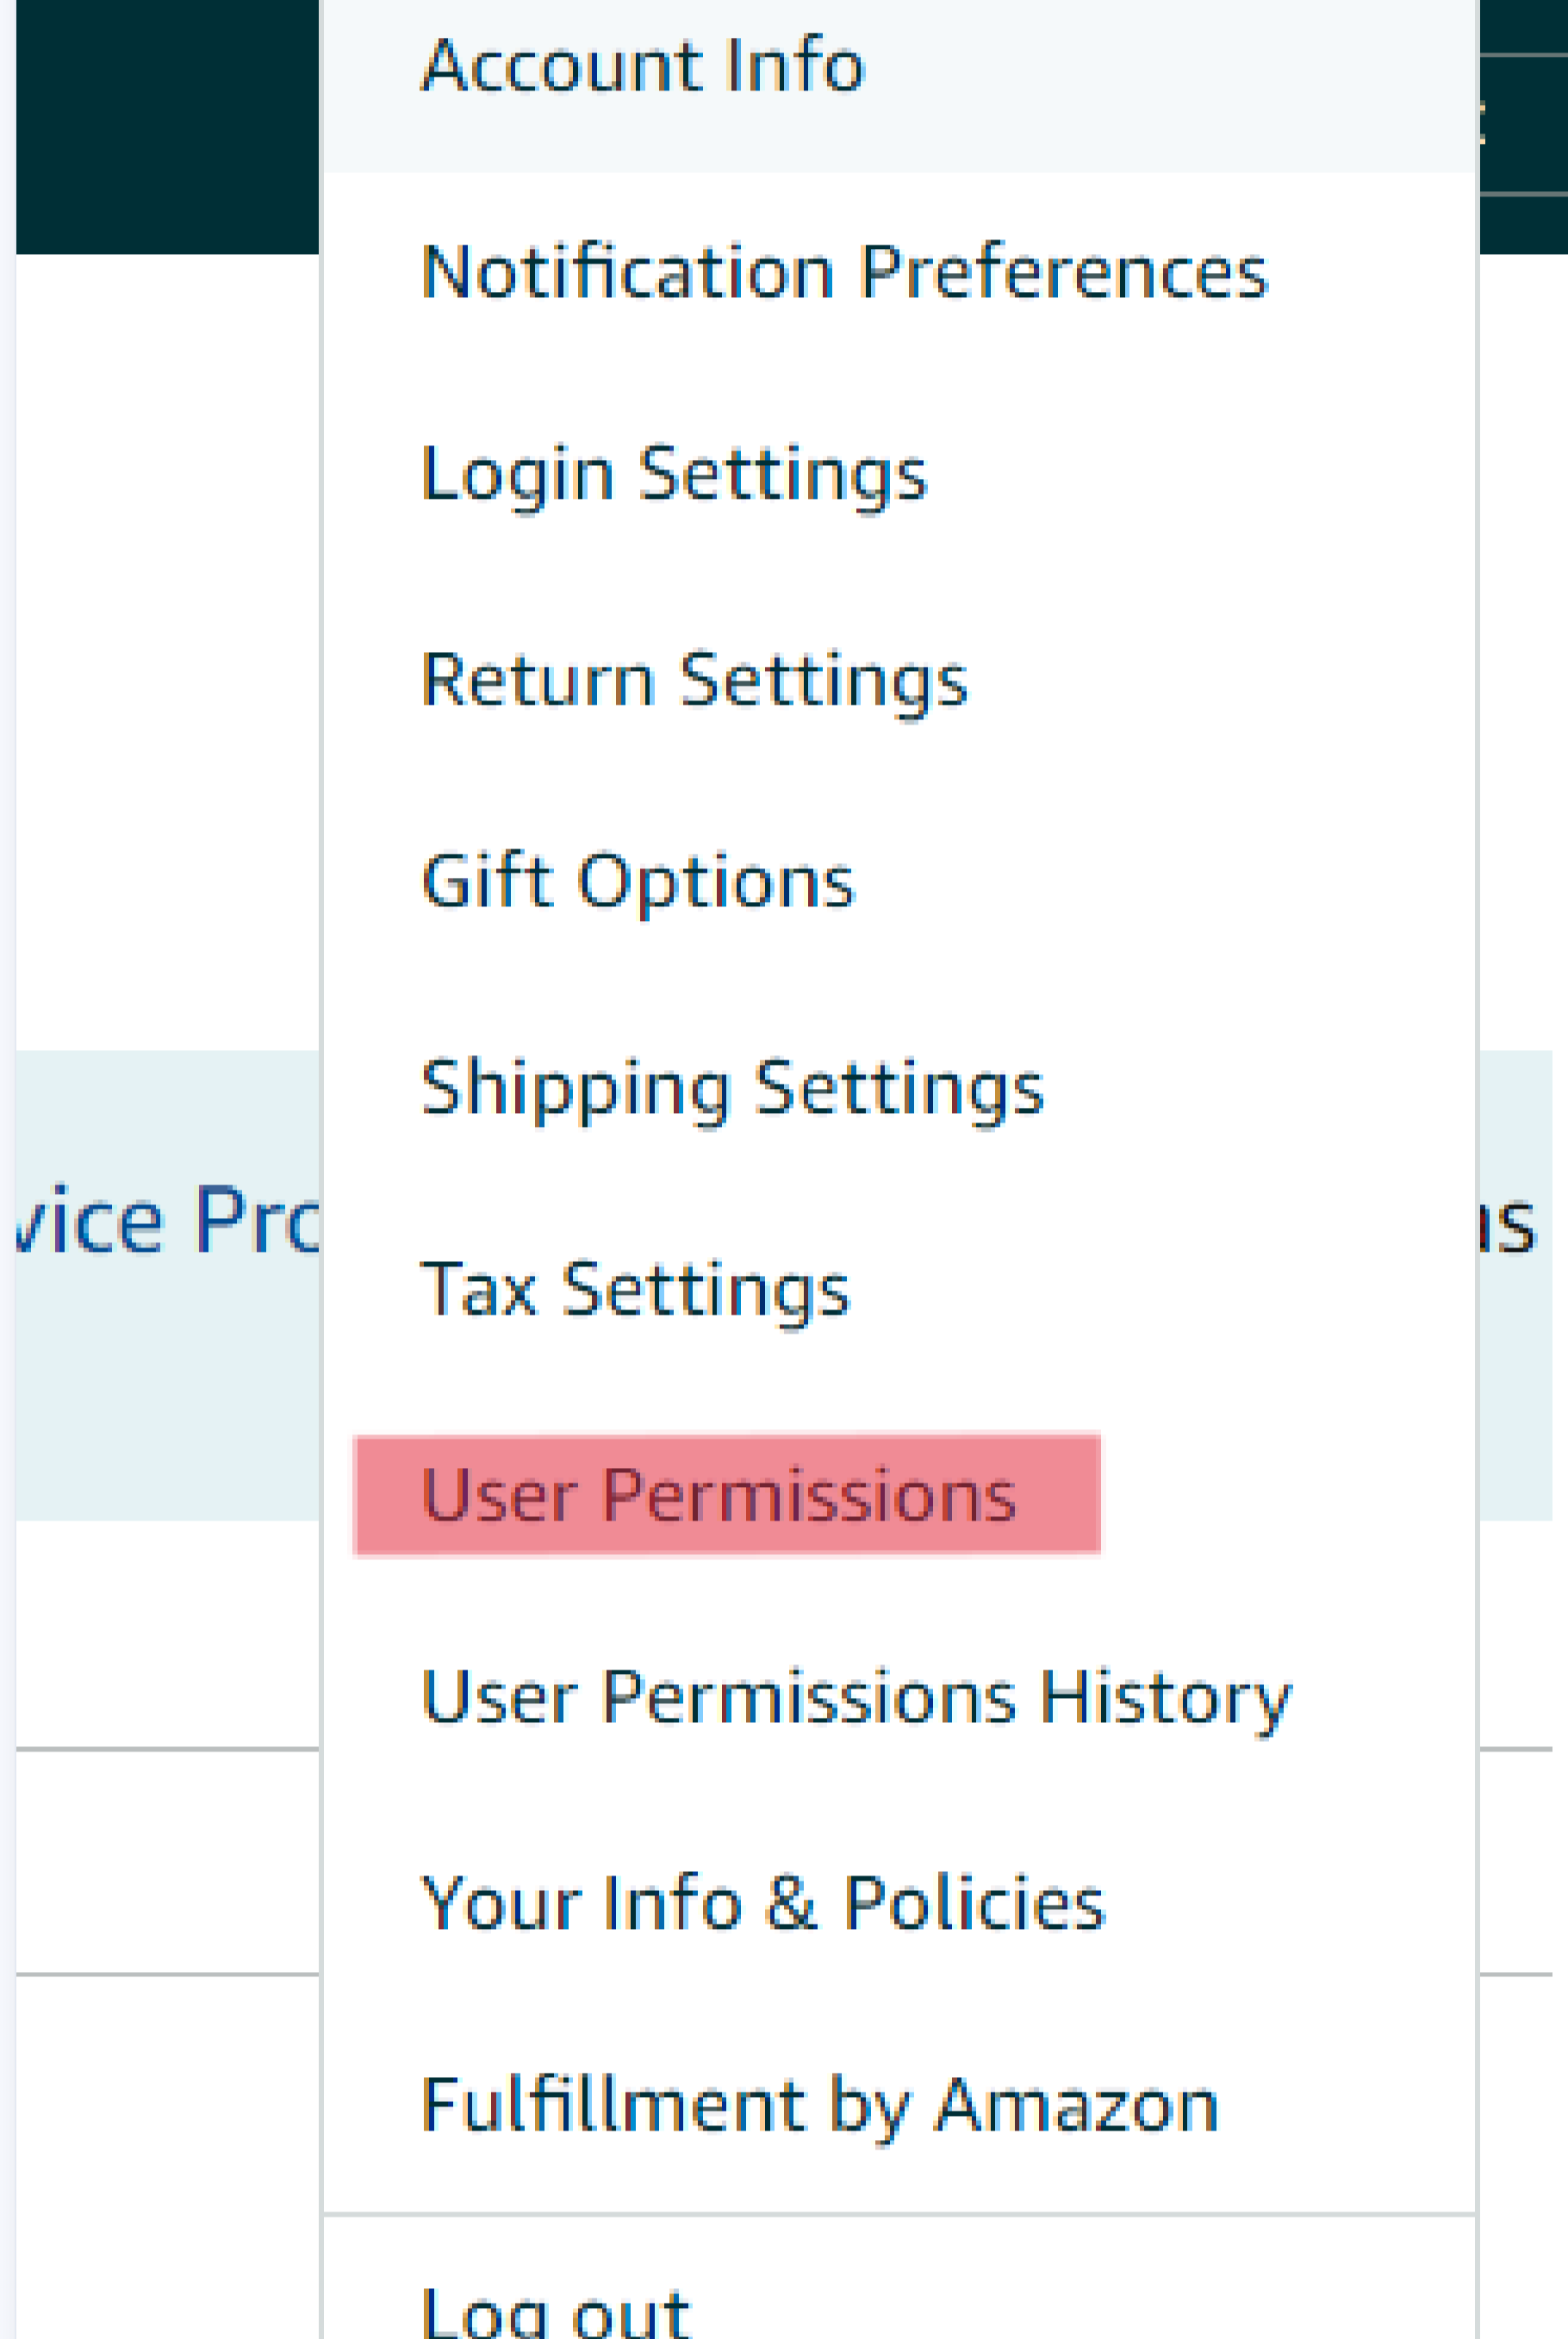 Account Info
Notification Preferences
Login Settings
Return Settings
Gift Options
Shipping Settings
Tax Settings
User Permissions
User Permissions History
Your Info & Policies
Fulfillment by Amazon
Log out